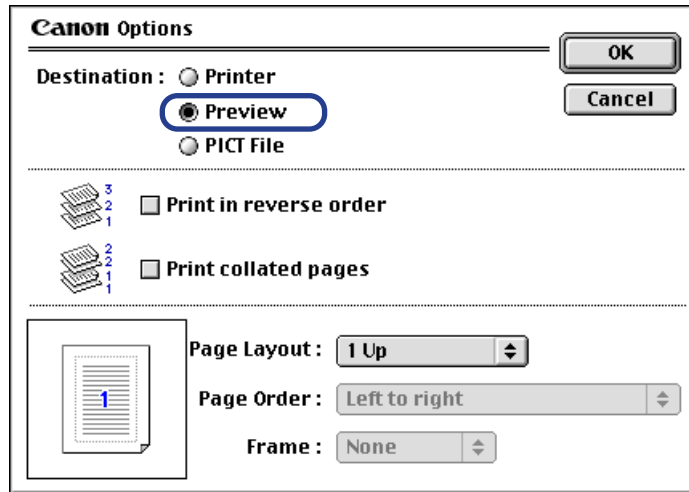 Canon Options
OK
Destination : Printer
Cancel
Preview
PICT File
3
2
1
Print in reverse order
2
2
1
1
Print collated pages
Page Layout : 1 Up
1
Page Order : Left to right
Frame : None